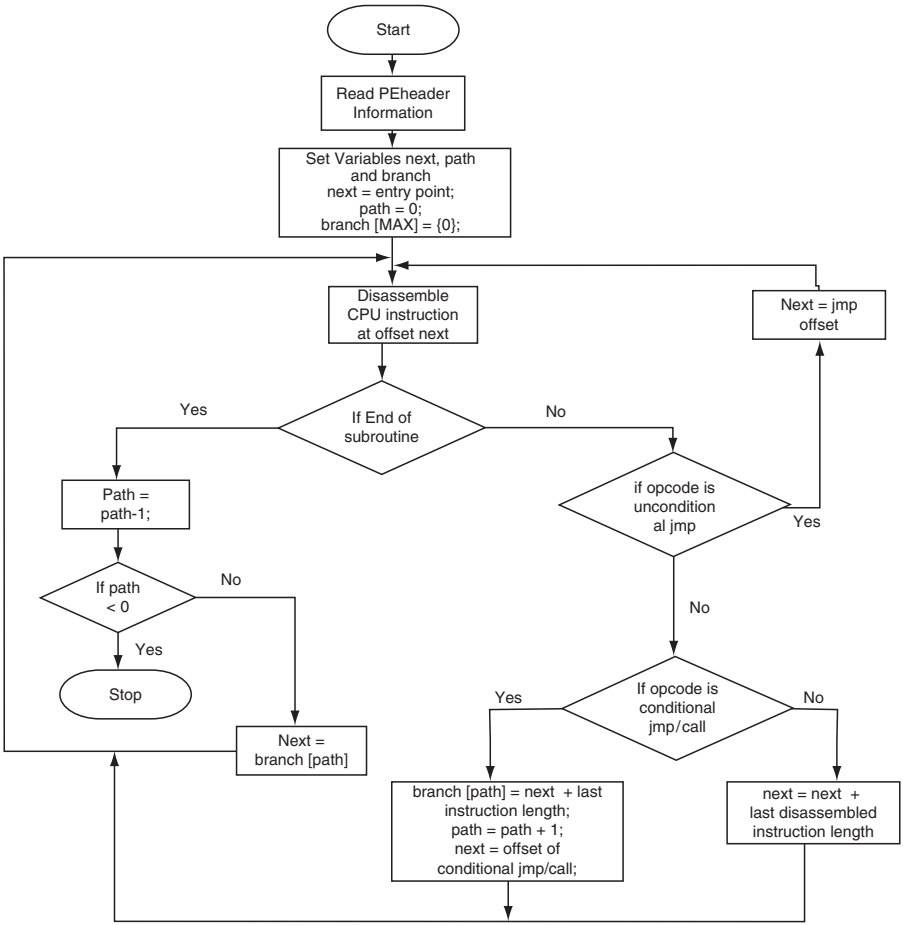 Start
Read PEheader
Information
Set Variables next, path
and branch
next = entry point;
path = 0;
branch [MAX] = {0};
Disassemble
CPU instruction
at offset next
Next = jmp
offset
If End of
subroutine
Yes
No
Path =
path-1;
if opcode is
uncondition
al jmp
Yes
No
If path
< 0
No
Yes
Stop
Next =
branch [path]
If opcode is
conditional
jmp/call
Yes
No
branch [path] = next + last
instruction length;
path = path + 1;
next = offset of
conditional jmp/call;
next = next +
last disassembled
instruction length